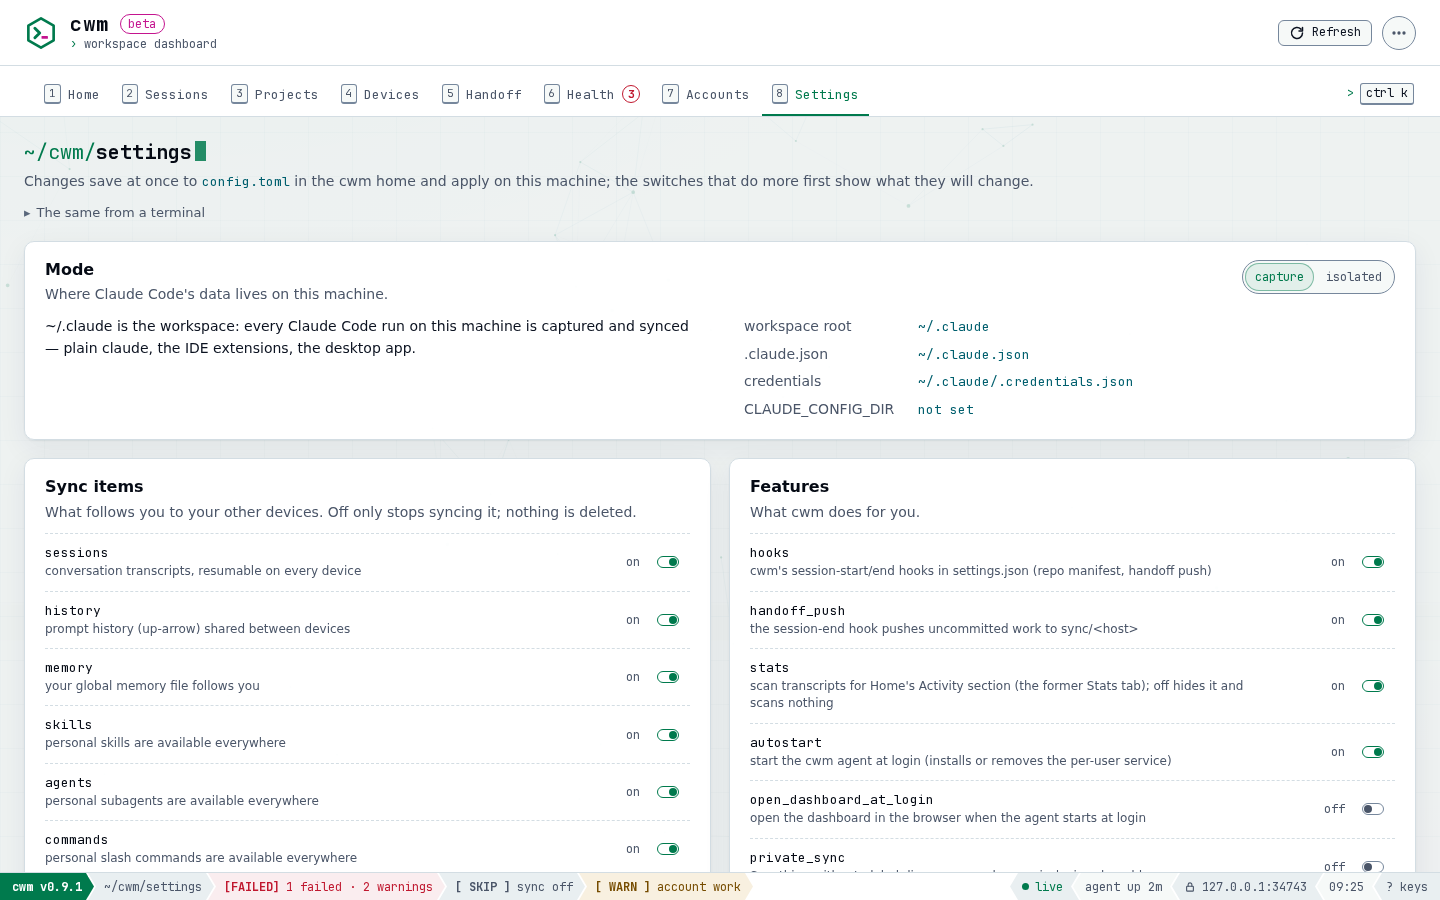 cwm beta
› workspace dashboard
Refresh
1 Home 2 Sessions 3 Projects 4 Devices 5 Handoff 6 Health 3 7 Accounts 8 Settings > ctrl k
~/cwm/settings
Changes save at once to config.toml in the cwm home and apply on this machine; the switches that do more first show what they will change.
▸ The same from a terminal
Mode
Where Claude Code's data lives on this machine.
capture isolated
~/.claude is the workspace: every Claude Code run on this machine is captured and synced
— plain claude, the IDE extensions, the desktop app.
workspace root ~/.claude
.claude.json ~/.claude.json
credentials ~/.claude/.credentials.json
CLAUDE_CONFIG_DIR not set
Sync items
What follows you to your other devices. Off only stops syncing it; nothing is deleted.
sessions
conversation transcripts, resumable on every device
on
history
prompt history (up-arrow) shared between devices
on
memory
your global memory file follows you
on
skills
personal skills are available everywhere
on
agents
personal subagents are available everywhere
on
commands
personal slash commands are available everywhere
on
Features
What cwm does for you.
hooks
cwm's session-start/end hooks in settings.json (repo manifest, handoff push)
on
handoff_push
the session-end hook pushes uncommitted work to sync/<host>
on
stats
scan transcripts for Home's Activity section (the former Stats tab); off hides it and
scans nothing
on
autostart
start the cwm agent at login (installs or removes the per-user service)
on
open_dashboard_at_login
open the dashboard in the browser when the agent starts at login
off
private_sync
off
cwm v0.9.1 ~/cwm/settings [FAILED] 1 failed · 2 warnings [ SKIP ] sync off [ WARN ] account work ● live agent up 2m 127.0.0.1:34743 09:25 ? keys